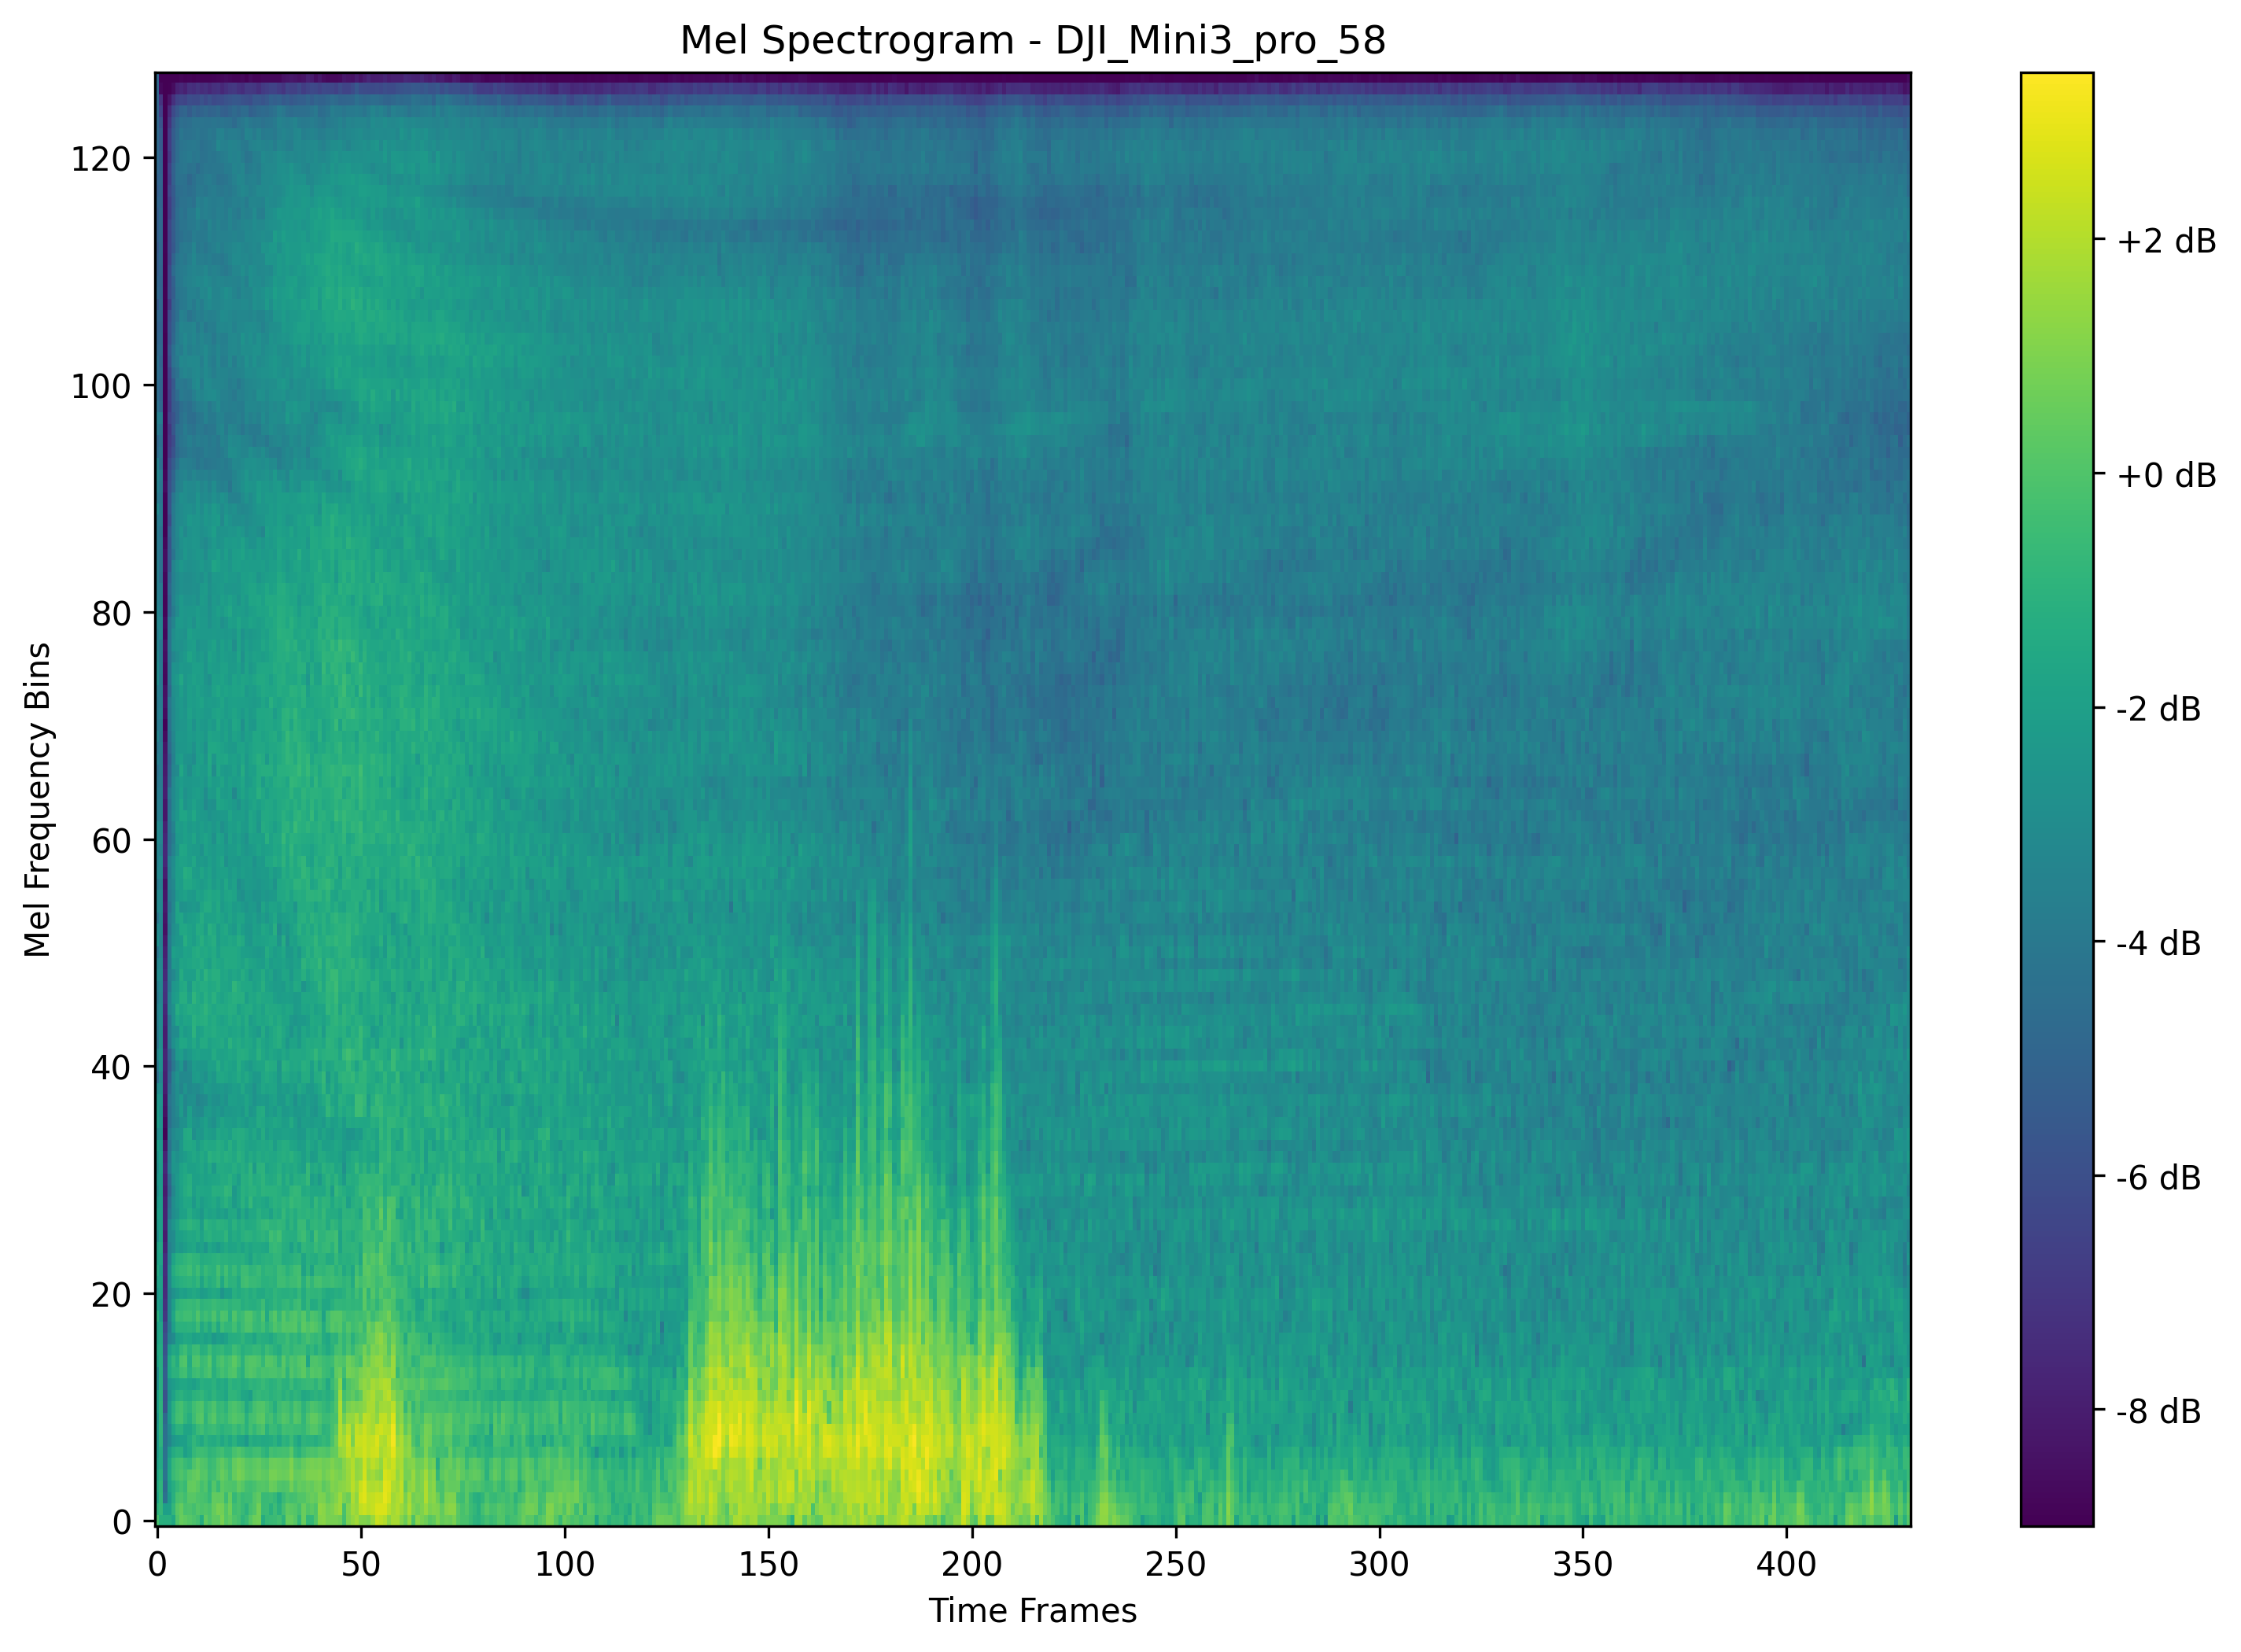 Mel Spectrogram - DJI_Mini3_pro_58
Mel Frequency Bins
120
100
80
60
40
20
0
0 50 100 150 200 250 300 350 400
Time Frames
+2 dB
+0 dB
-2 dB
-4 dB
-6 dB
-8 dB